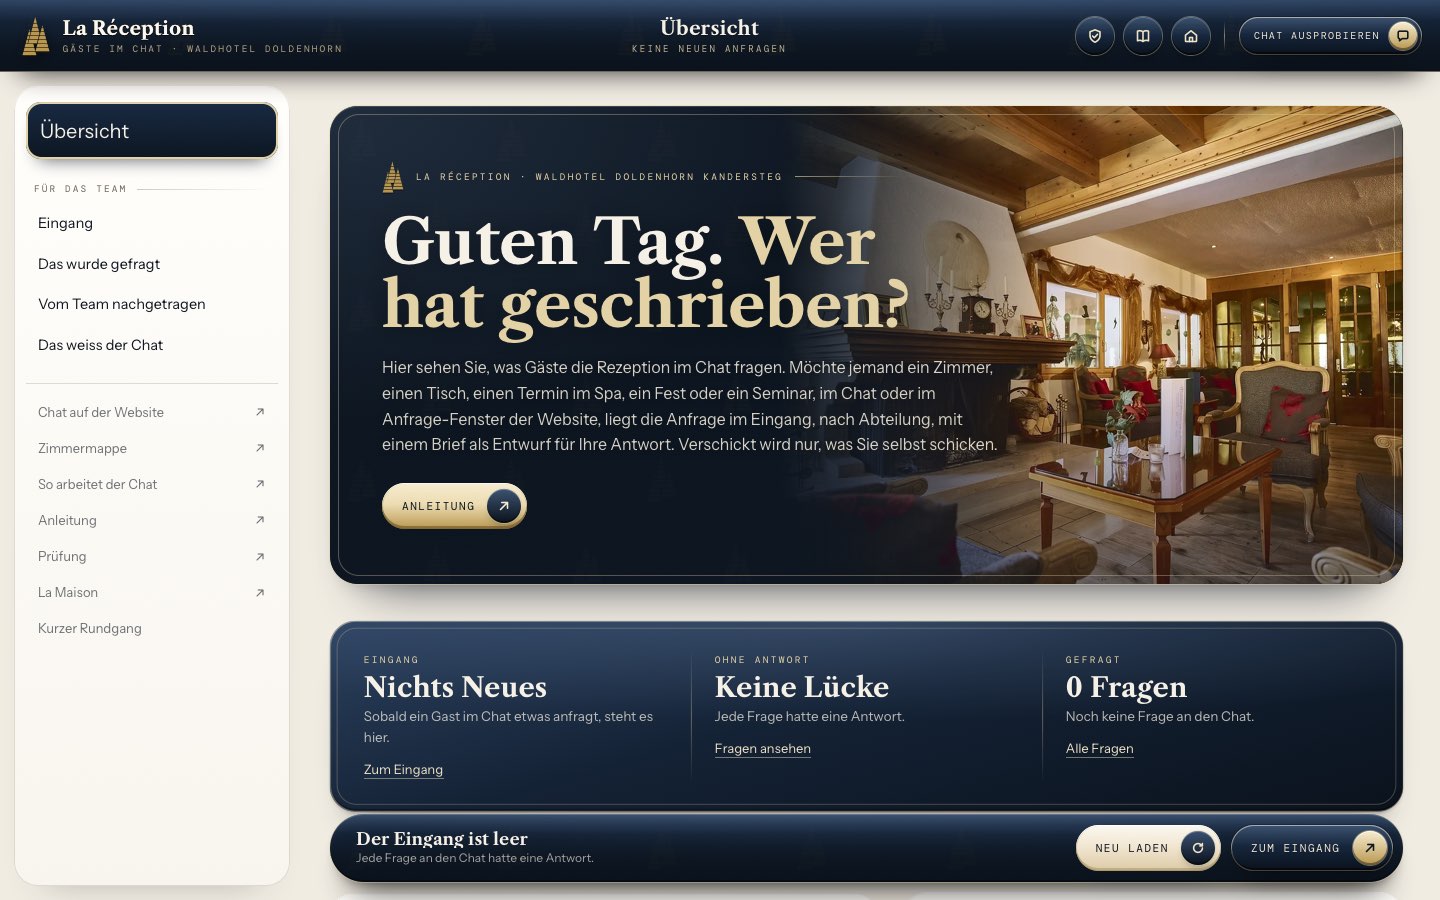 La Réception
GÄSTE IM CHAT · WALDHOTEL DOLDENHORN
Übersicht
KEINE NEUEN ANFRAGEN
CHAT AUSPROBIEREN
Übersicht
FÜR DAS TEAM
Eingang
Das wurde gefragt
Vom Team nachgetragen
Das weiss der Chat
Chat auf der Website
Zimmermappe
So arbeitet der Chat
Anleitung
Prüfung
La Maison
Kurzer Rundgang
LA RÉCEPTION · WALDHOTEL DOLDENHORN KANDERSTEG
Guten Tag. Wer
hat geschrieben?
Hier sehen Sie, was Gäste die Rezeption im Chat fragen. Möchte jemand ein Zimmer,
einen Tisch, einen Termin im Spa, ein Fest oder ein Seminar, im Chat oder im
Anfrage-Fenster der Website, liegt die Anfrage im Eingang, nach Abteilung, mit
einem Brief als Entwurf für Ihre Antwort. Verschickt wird nur, was Sie selbst schicken.
ANLEITUNG
EINGANG
Nichts Neues
Sobald ein Gast im Chat etwas anfragt, steht es
hier.
Zum Eingang
OHNE ANTWORT
Keine Lücke
Jede Frage hatte eine Antwort.
Fragen ansehen
GEFRAGT
0 Fragen
Noch keine Frage an den Chat.
Alle Fragen
Der Eingang ist leer
Jede Frage an den Chat hatte eine Antwort.
NEU LADEN
ZUM EINGANG